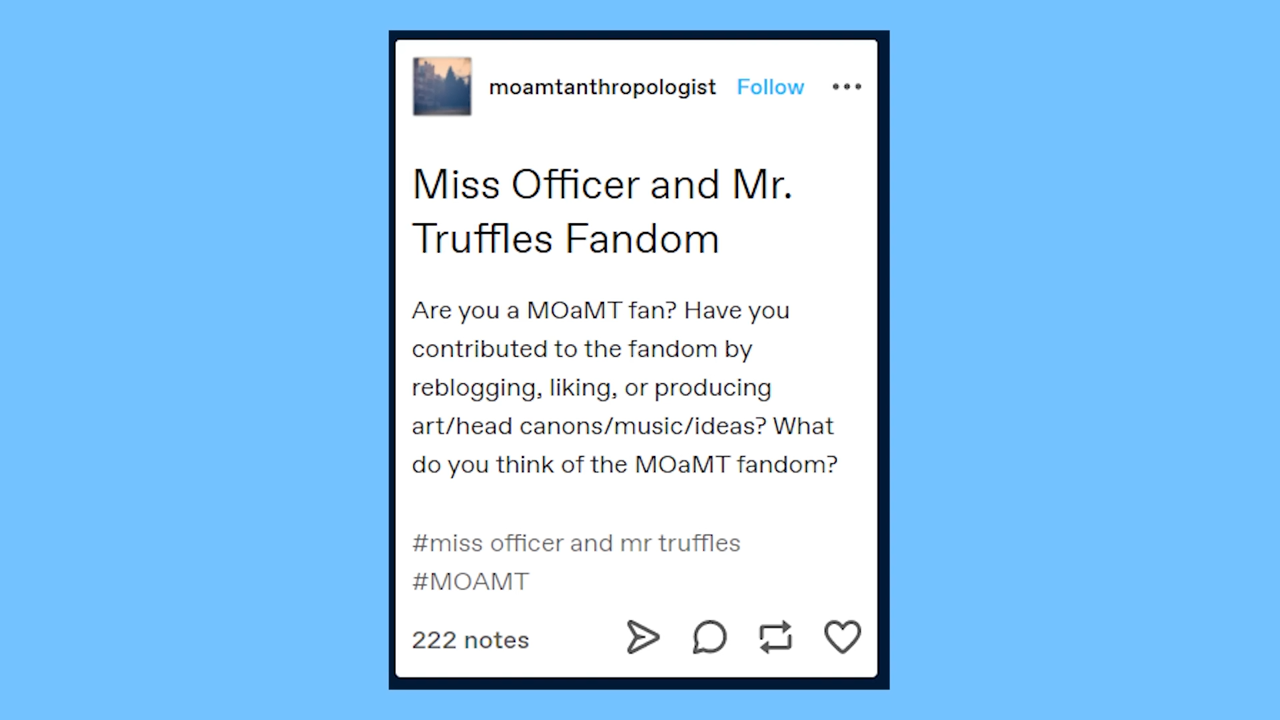 moamtanthropologist Follow
Miss Officer and Mr.
Truffles Fandom
Are you a MOaMT fan? Have you
contributed to the fandom by
reblogging, liking, or producing
art/head canons/music/ideas? What
do you think of the MOaMT fandom?
#miss officer and mr truffles
#MOAMT
222 notes